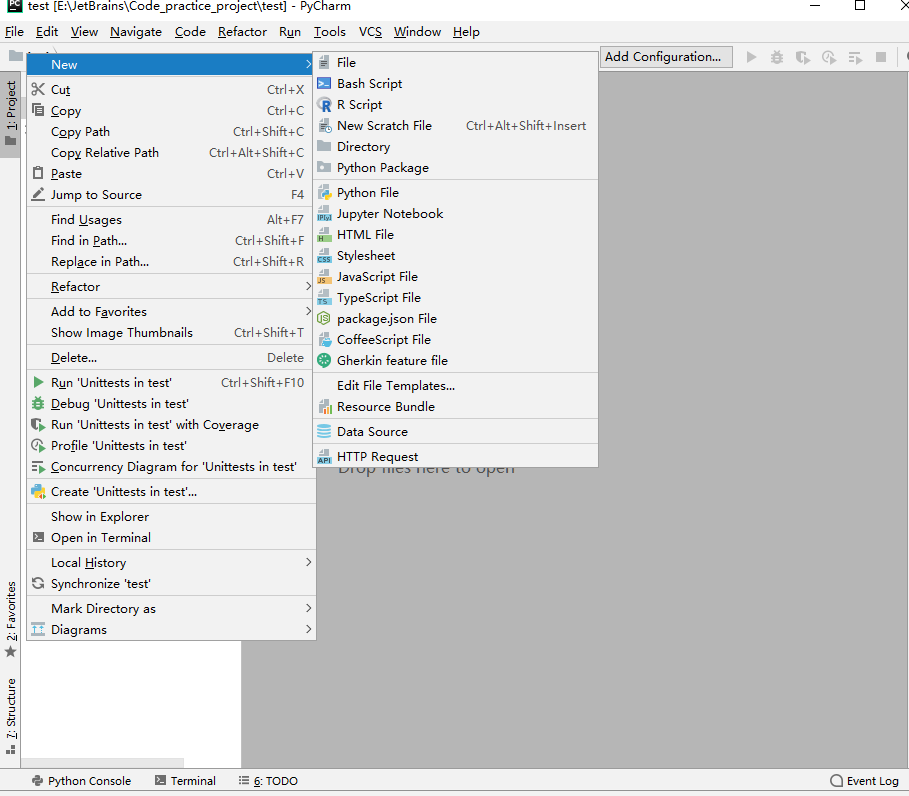 test [E:\JetBrains\Code_practice_project\test] - PyCharm
File Edit View Navigate Code Refactor Run Tools VCS Window Help
Add Configuration...
1: Project
New
Cut Ctrl+X
Copy Ctrl+C
Copy Path Ctrl+Shift+C
Copy Relative Path Ctrl+Alt+Shift+C
Paste Ctrl+V
Jump to Source F4
Find Usages Alt+F7
Find in Path... Ctrl+Shift+F
Replace in Path... Ctrl+Shift+R
Refactor
Add to Favorites
Show Image Thumbnails Ctrl+Shift+T
Delete... Delete
Run 'Unittests in test' Ctrl+Shift+F10
Debug 'Unittests in test'
Run 'Unittests in test' with Coverage
Profile 'Unittests in test'
Concurrency Diagram for 'Unittests in test'
Create 'Unittests in test'...
Show in Explorer
Open in Terminal
Local History
Synchronize 'test'
Mark Directory as
Diagrams
File
Bash Script
R Script
New Scratch File Ctrl+Alt+Shift+Insert
Directory
Python Package
Python File
Jupyter Notebook
HTML File
Stylesheet
JavaScript File
TypeScript File
package.json File
CoffeeScript File
Gherkin feature file
Edit File Templates...
Resource Bundle
Data Source
HTTP Request
Drop files here to open
2: Favorites
7: Structure
Python Console Terminal 6: TODO Event Log